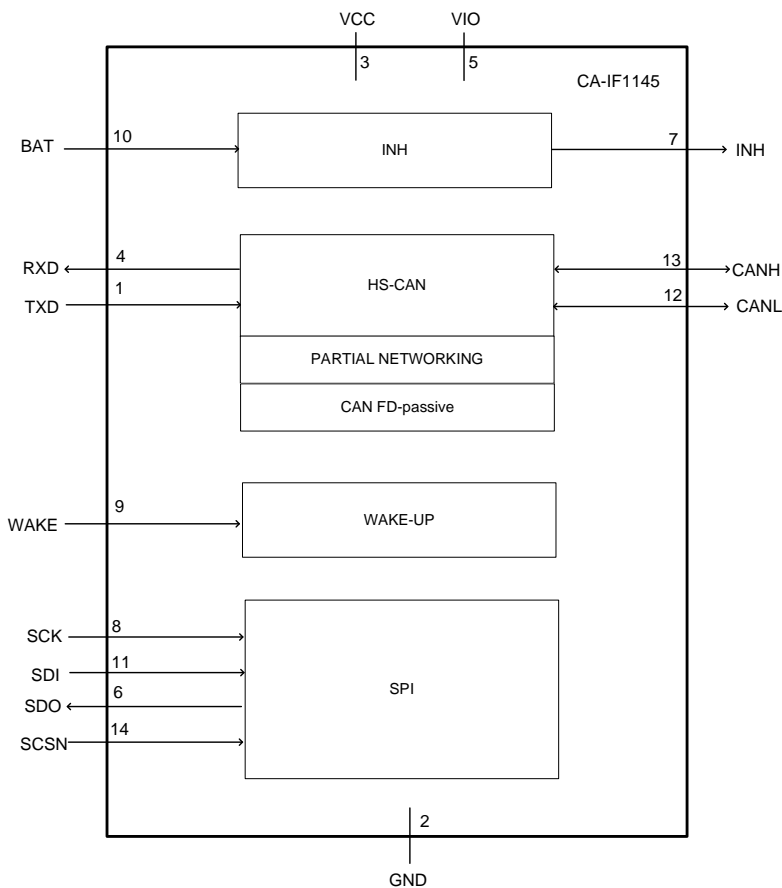 VCC VIO
3 5
CA-IF1145
BAT 10 INH 7 INH
RXD 4 13 CANH
HS-CAN
TXD 1 12 CANL
PARTIAL NETWORKING
CAN FD-passive
WAKE 9 WAKE-UP
SCK 8
SDI 11
SPI
SDO 6
SCSN 14
2
GND